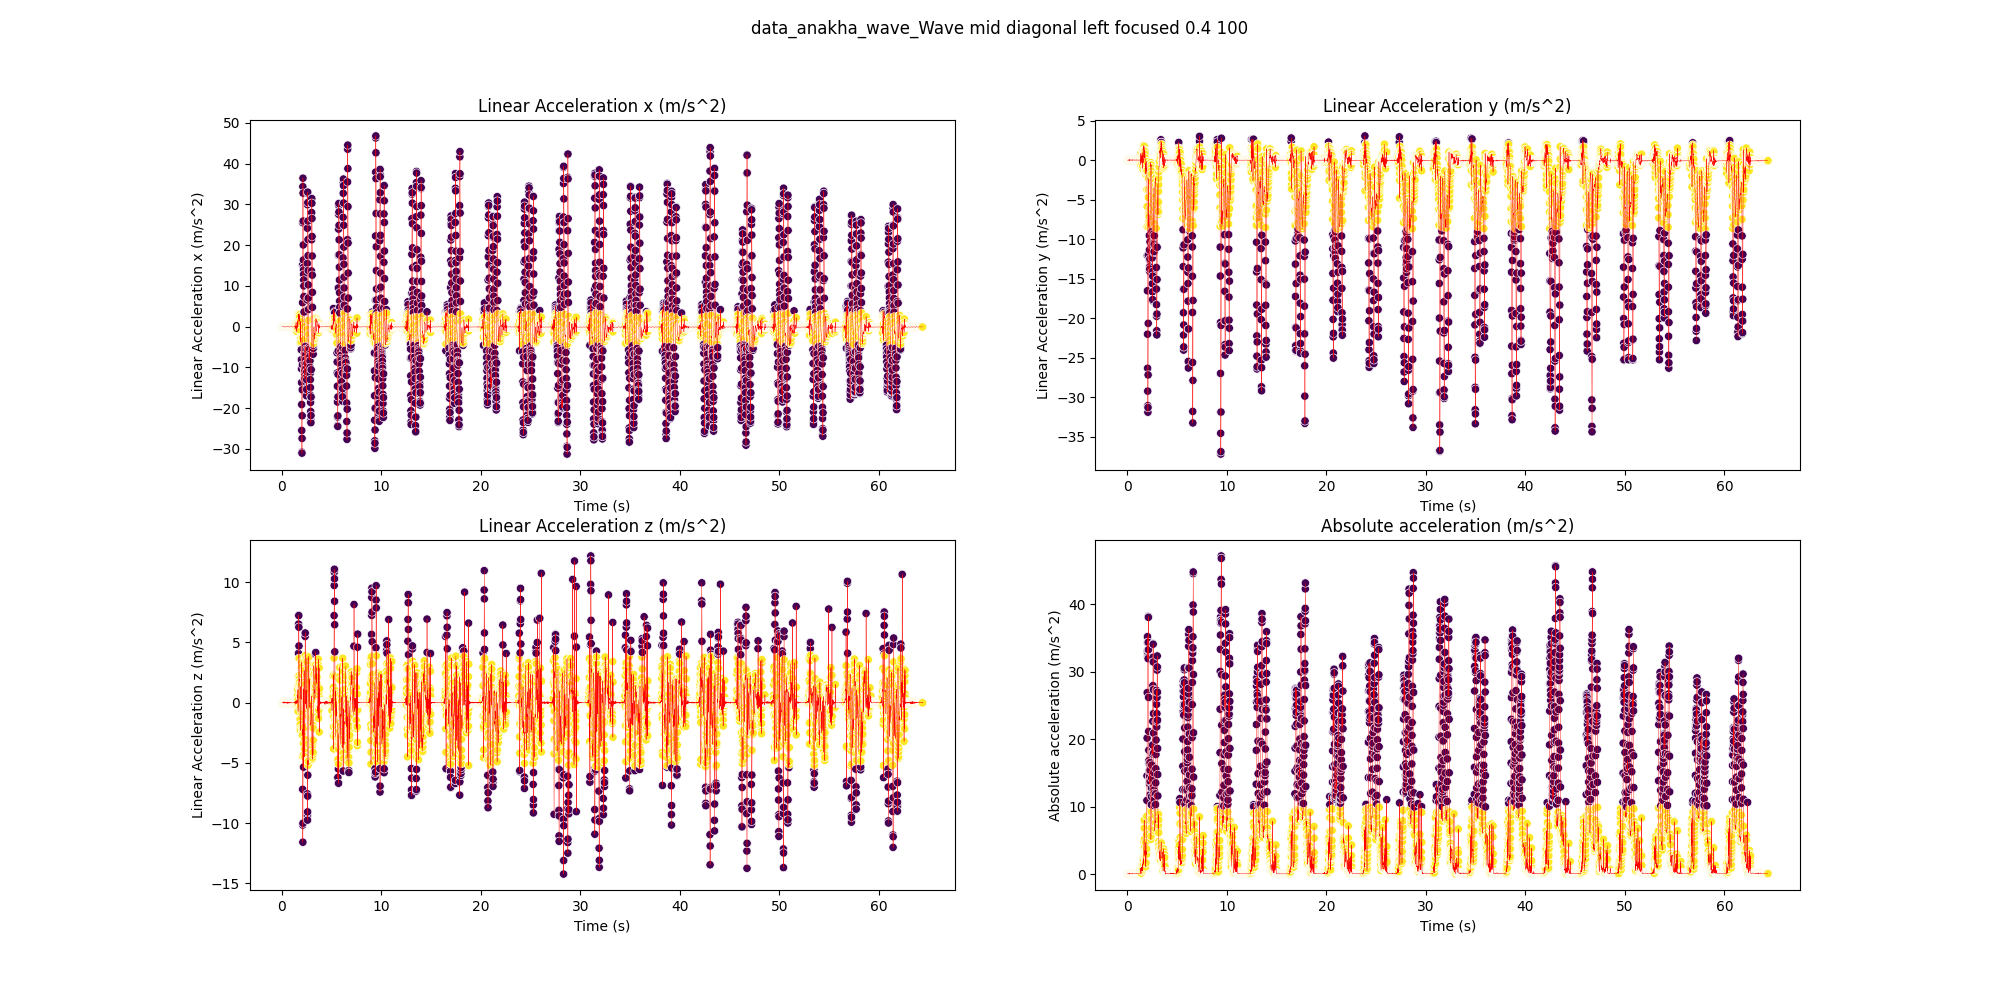 data_anakha_wave_Wave mid diagonal left focused 0.4 100
Linear Acceleration x (m/s^2)
Linear Acceleration x (m/s^2)
50
40
30
20
10
0
−10
−20
−30
0 10 20 30 40 50 60
Time (s)
Linear Acceleration y (m/s^2)
Linear Acceleration y (m/s^2)
5
0
−5
−10
−15
−20
−25
−30
−35
0 10 20 30 40 50 60
Time (s)
Linear Acceleration z (m/s^2)
Linear Acceleration z (m/s^2)
10
5
0
−5
−10
−15
0 10 20 30 40 50 60
Time (s)
Absolute acceleration (m/s^2)
Absolute acceleration (m/s^2)
40
30
20
10
0
0 10 20 30 40 50 60
Time (s)